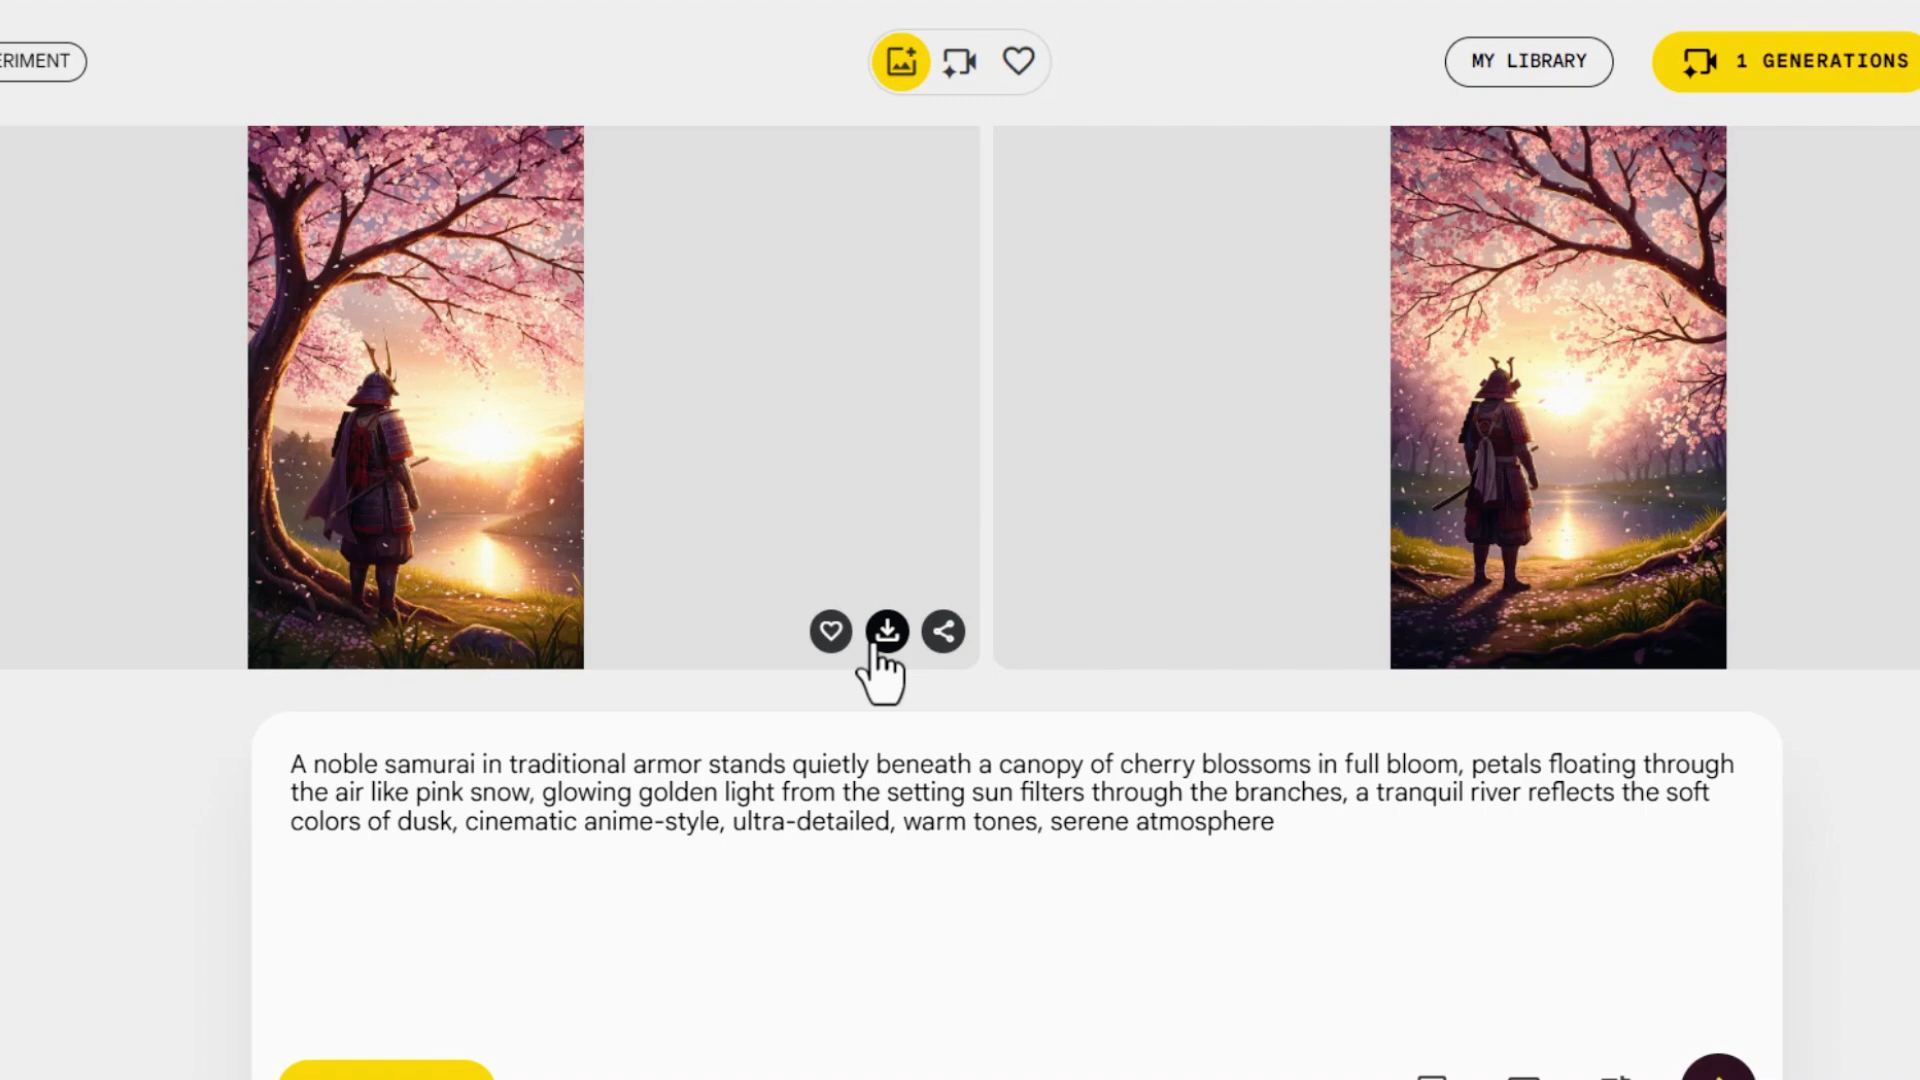 MY LIBRARY
1 GENERATIONS
A noble samurai in traditional armor stands quietly beneath a canopy of cherry blossoms in full bloom, petals floating through
the air like pink snow, glowing golden light from the setting sun filters through the branches, a tranquil river reflects the soft
colors of dusk, cinematic anime-style, ultra-detailed, warm tones, serene atmosphere